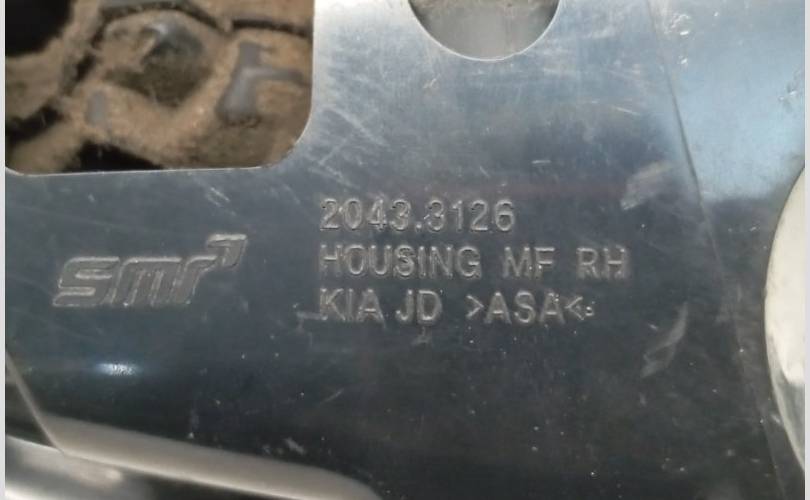 smr
2043.3126
HOUSING MF RH
KIA JD >ASA<